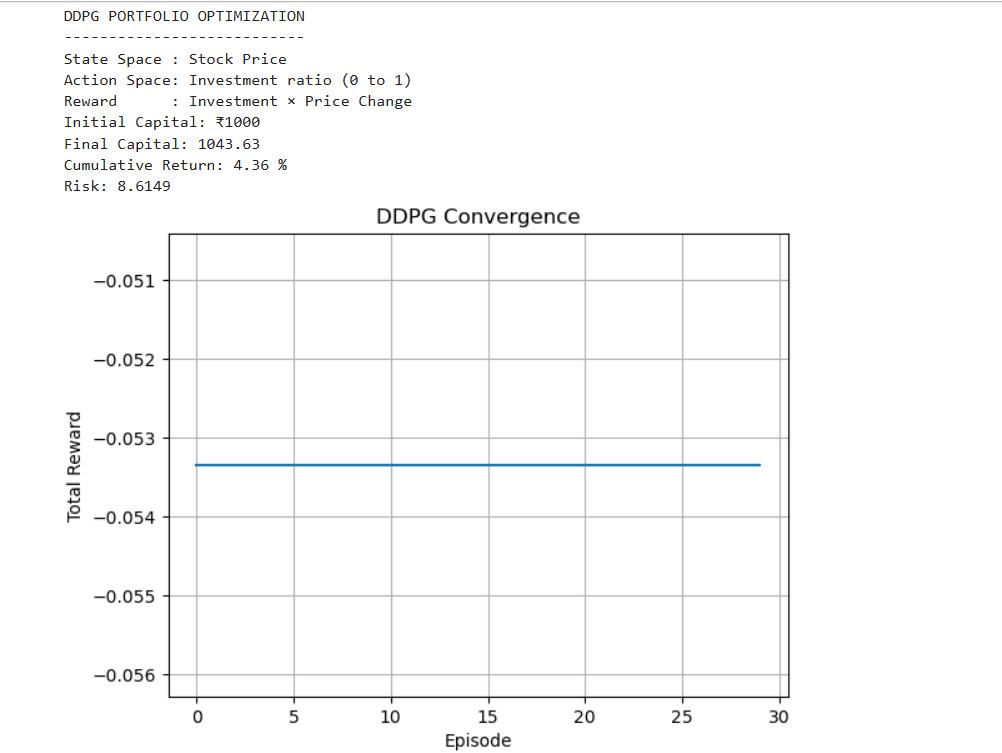 DDPG PORTFOLIO OPTIMIZATION
---------------------------
State Space : Stock Price
Action Space: Investment ratio (0 to 1)
Reward      : Investment × Price Change
Initial Capital: ₹1000
Final Capital: 1043.63
Cumulative Return: 4.36 %
Risk: 8.6149
DDPG Convergence
−0.051
−0.052
−0.053
−0.054
−0.055
−0.056
Total Reward
0 5 10 15 20 25 30
Episode